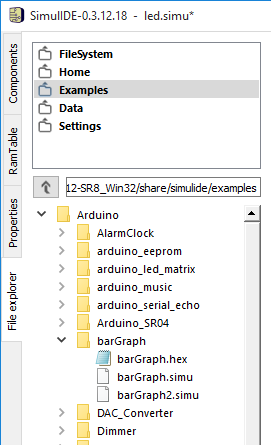 SimulIDE-0.3.12.18 - led.simu*
Components
RamTable
Properties
File explorer
FileSystem
Home
Examples
Data
Settings
12-SR8_Win32/share/simulide/examples
Arduino
AlarmClock
arduino_eeprom
arduino_led_matrix
arduino_music
arduino_serial_echo
Arduino_SR04
barGraph
barGraph.hex
barGraph.simu
barGraph2.simu
DAC_Converter
Dimmer